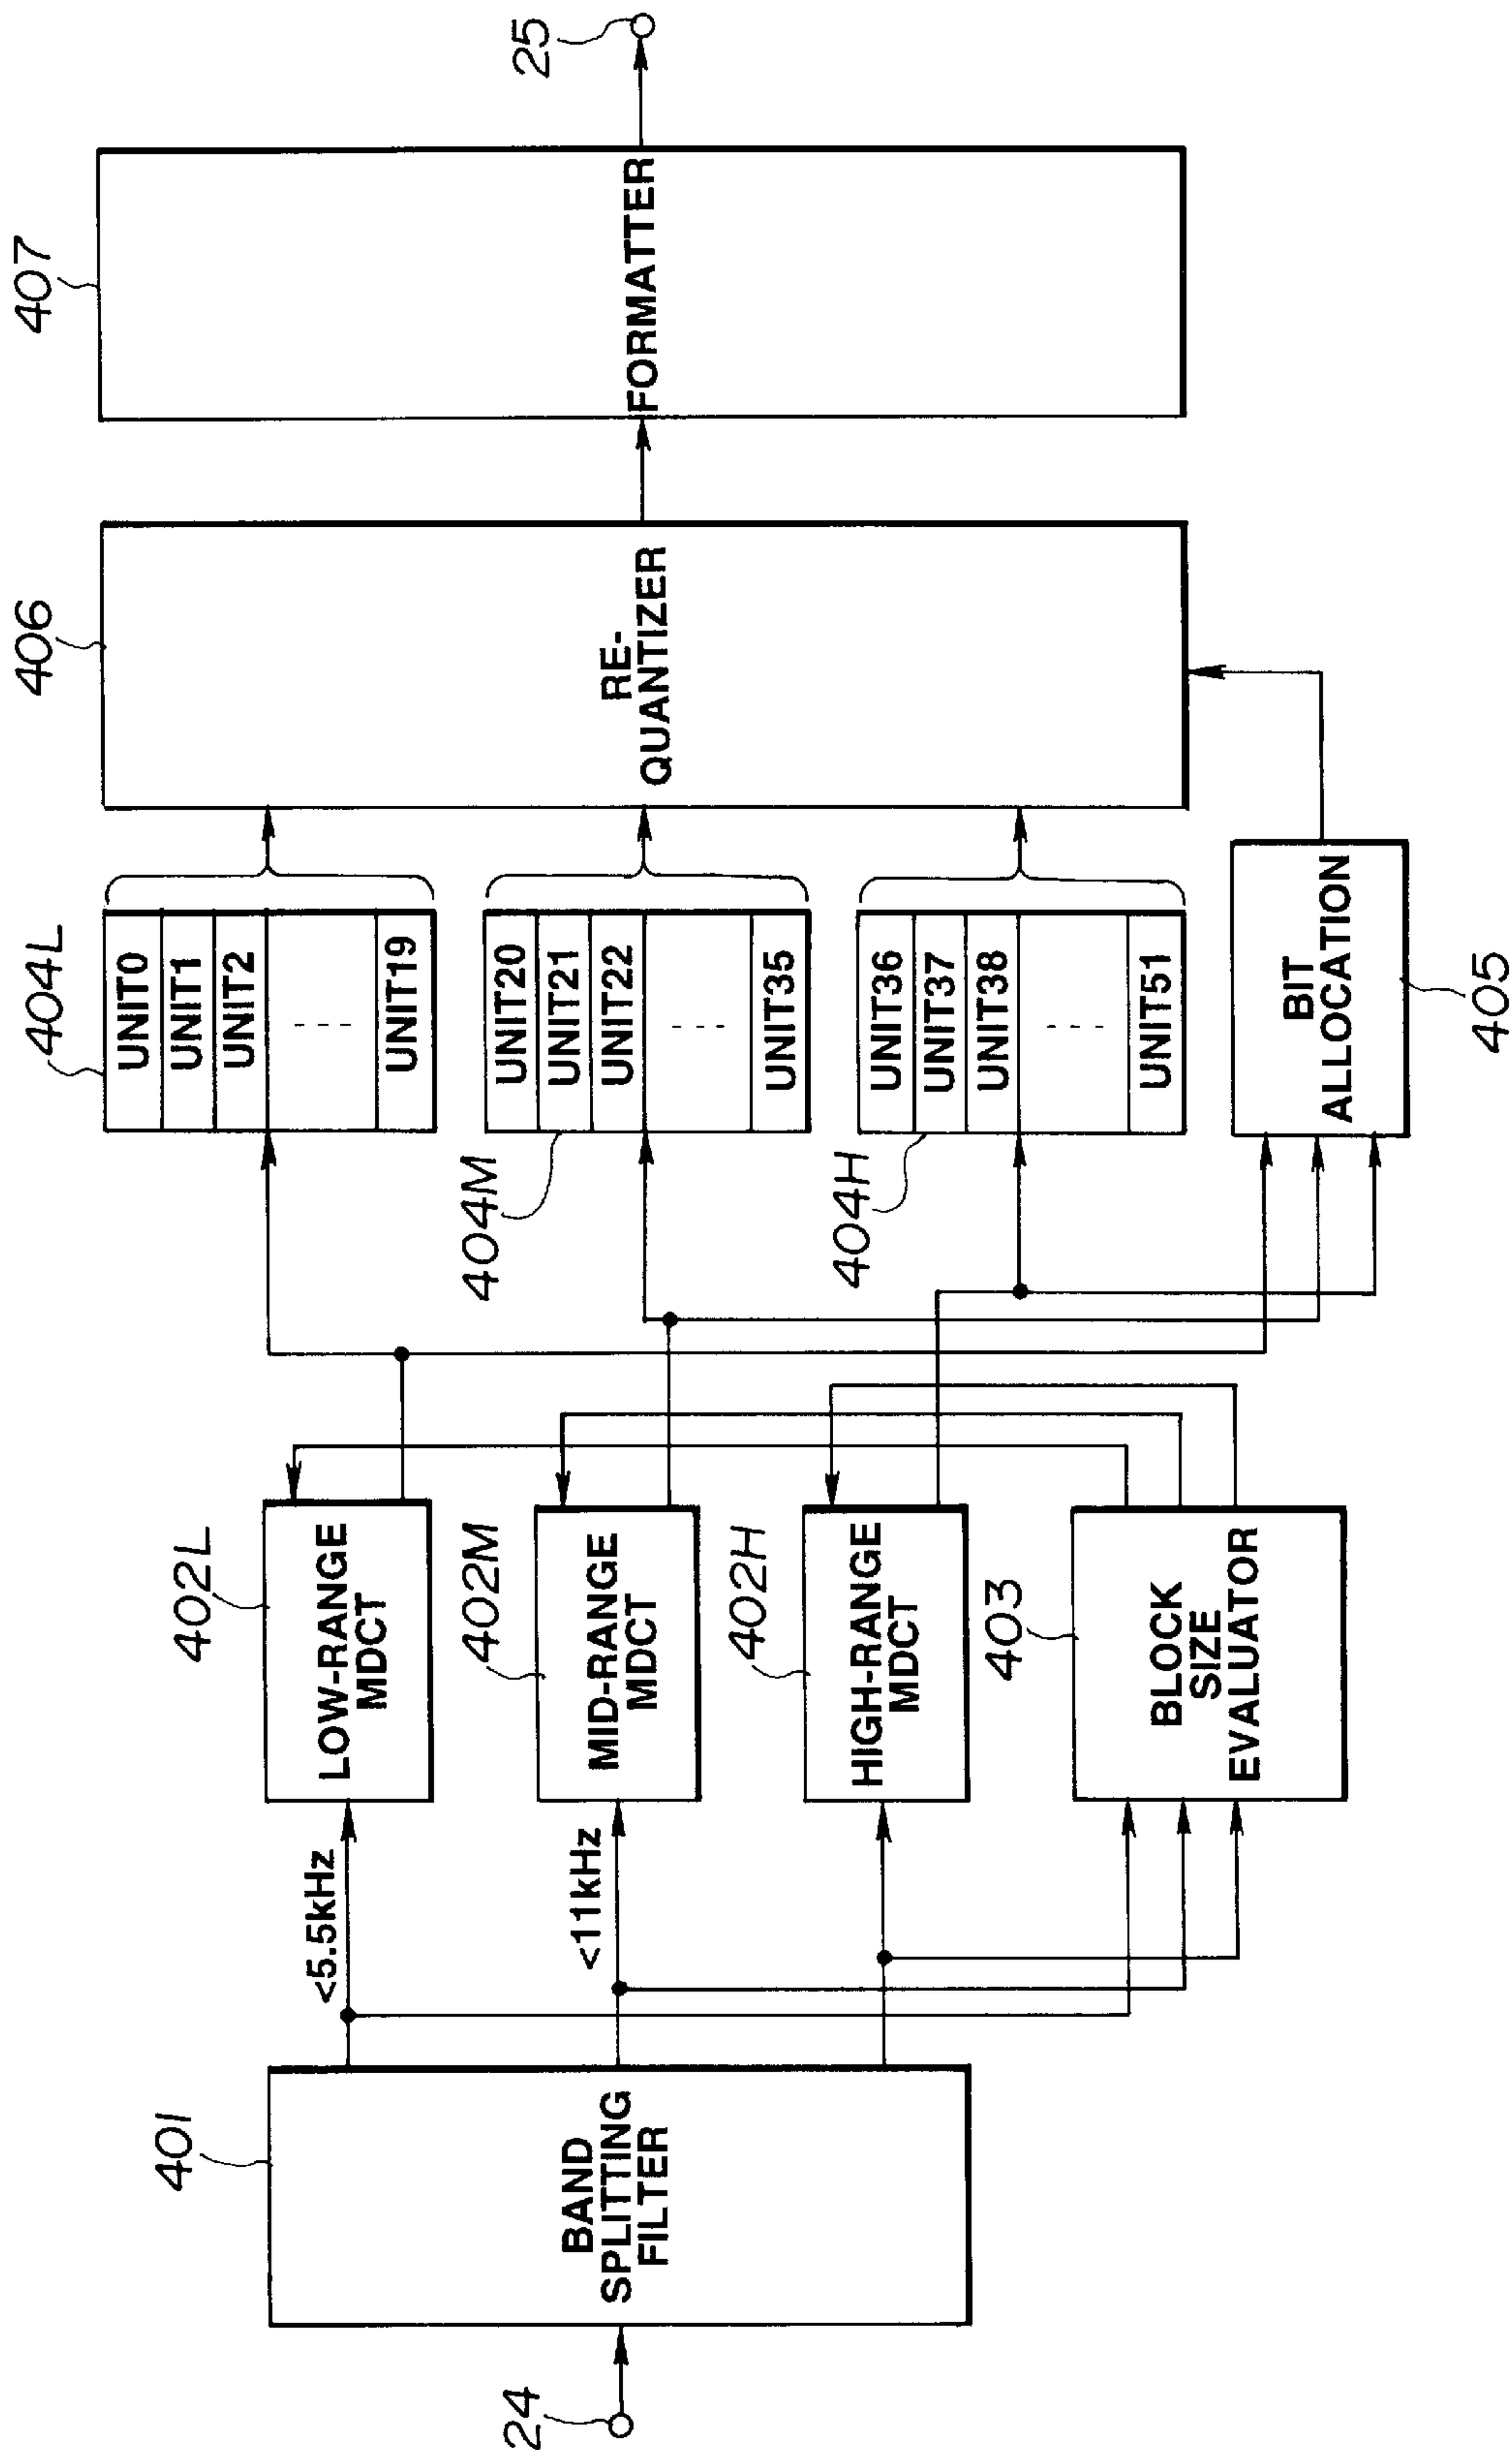 24
401
BAND
SPLITTING
FILTER
<5.5kHz
<11kHz
402L
LOW-RANGE
MDCT
402M
MID-RANGE
MDCT
402H
HIGH-RANGE
MDCT
403
BLOCK
SIZE
EVALUATOR
404L
UNIT0
UNIT1
UNIT2
UNIT19
404M
UNIT20
UNIT21
UNIT22
UNIT35
404H
UNIT36
UNIT37
UNIT38
UNIT51
BIT
ALLOCATION
405
406
RE-
QUANTIZER
407
FORMATTER
25